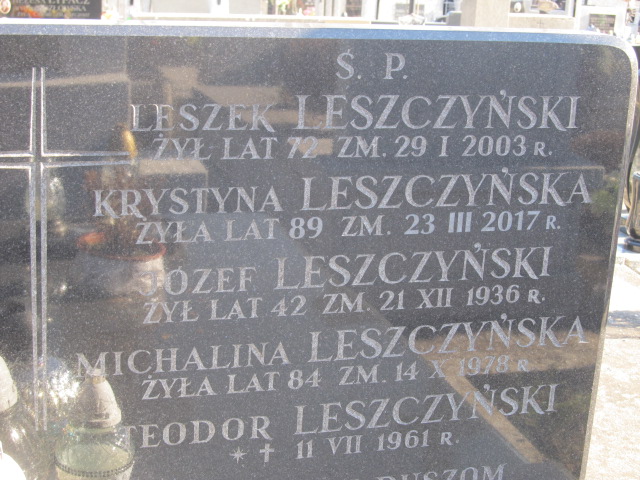 Ś. P.
LESZEK LESZCZYŃSKI
ŻYŁ LAT 72 ZM. 29 I 2003 R.
KRYSTYNA LESZCZYŃSKA
ŻYŁA LAT 89 ZM. 23 III 2017 R.
JÓZEF LESZCZYŃSKI
ŻYŁ LAT 42 ZM. 21 XII 1936 R.
MICHALINA LESZCZYŃSKA
ŻYŁA LAT 84 ZM. 14 X 1978 R
TEODOR LESZCZYŃSKI
* † 11 VII 1961 R.
DUSZOM